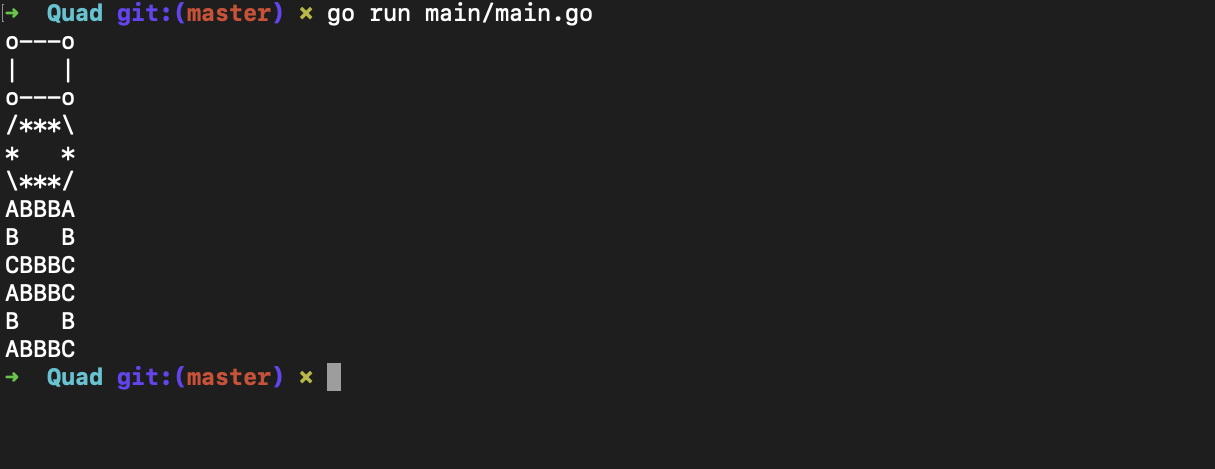 [➜  Quad git:(master) × go run main/main.go
o---o
|   |
o---o
/***\
*   *
\***/
ABBBA
B   B
CBBBC
ABBBC
B   B
ABBBC
➜  Quad git:(master) ×